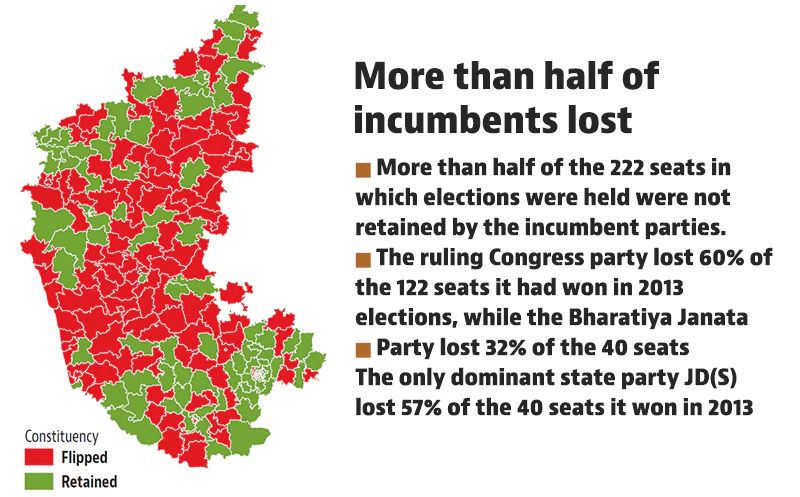 More than half of
incumbents lost
More than half of the 222 seats in
which elections were held were not
retained by the incumbent parties.
The ruling Congress party lost 60% of
the 122 seats it had won in 2013
elections, while the Bharatiya Janata
Party lost 32% of the 40 seats
The only dominant state party JD(S)
lost 57% of the 40 seats it won in 2013
Constituency
Flipped
Retained